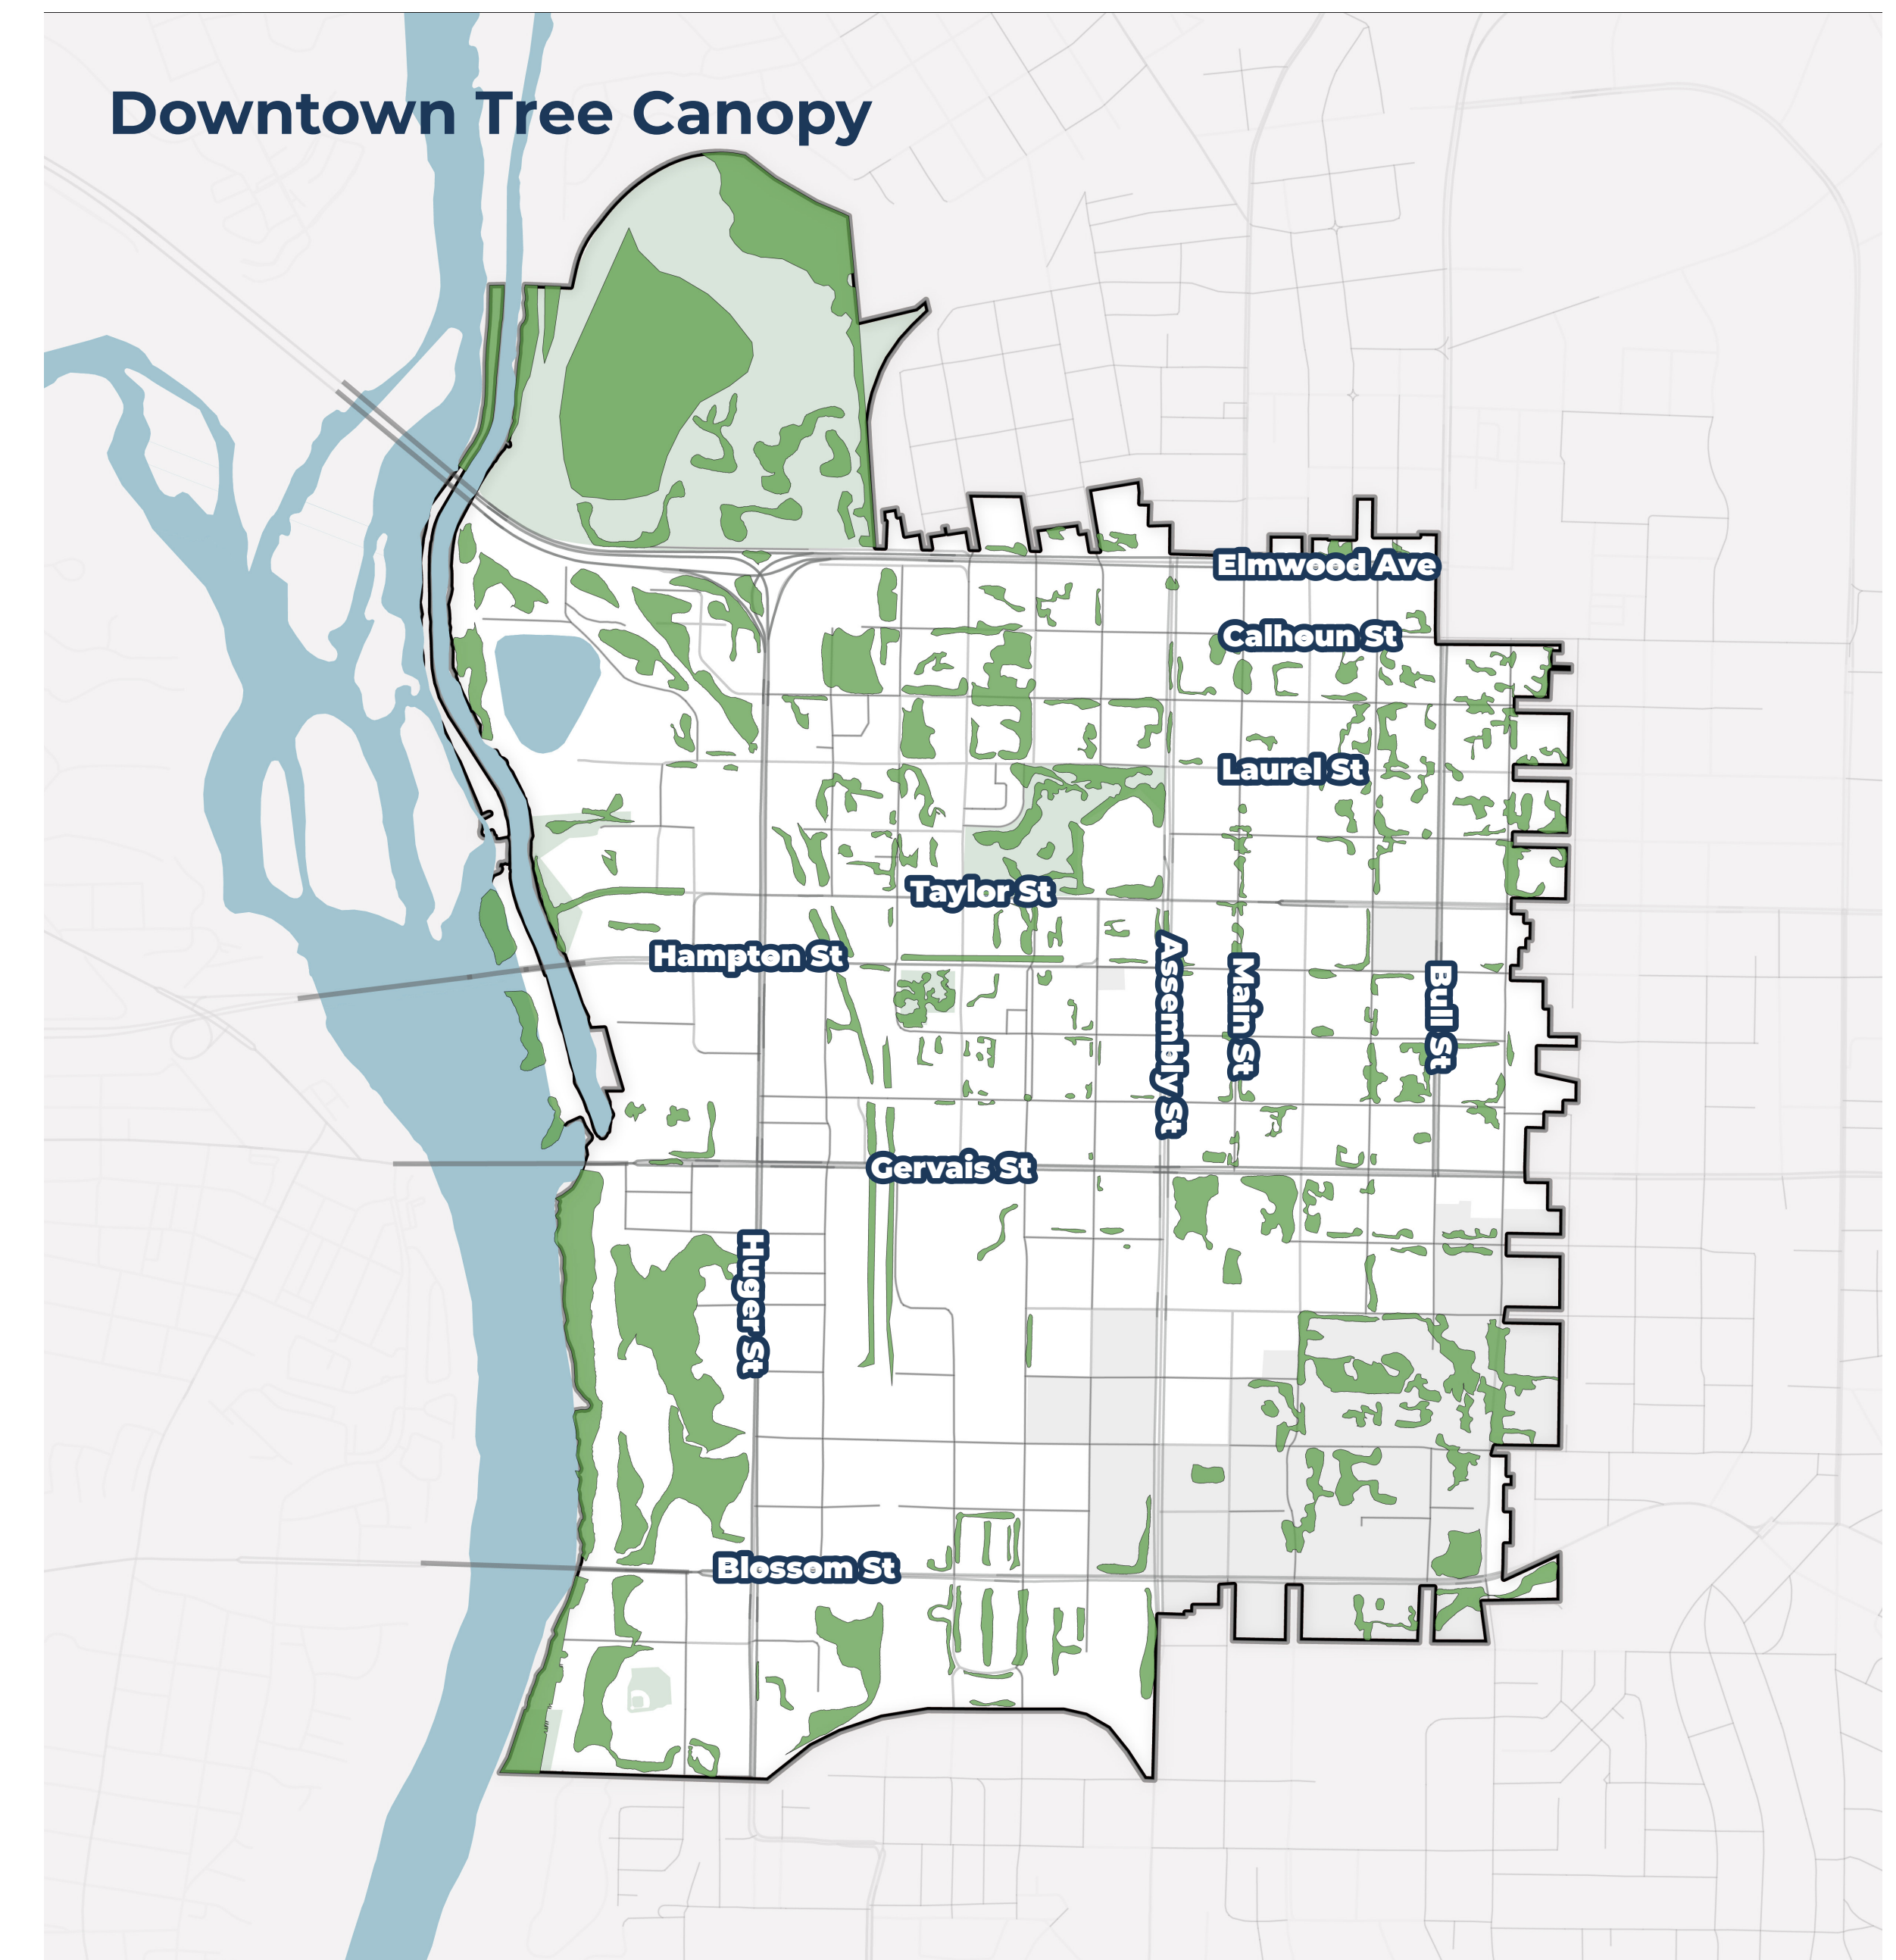 Downtown Tree Canopy
Elmwood Ave
Calhoun St
Laurel St
Taylor St
Hampton St
Assembly St
Main St
Bull St
Gervais St
Huger St
Blossom St